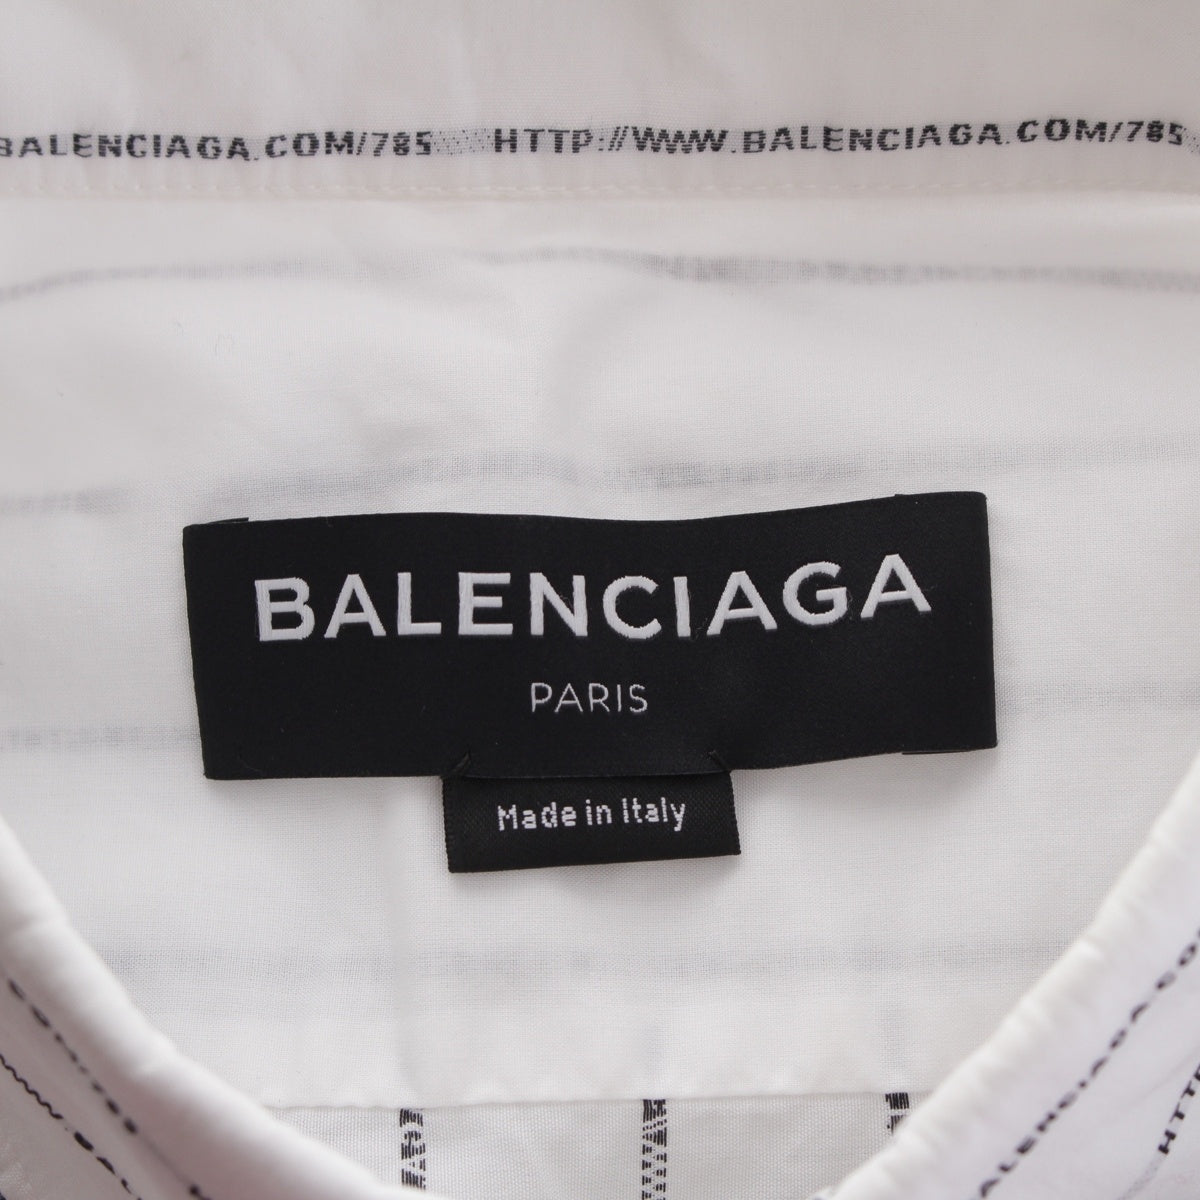 BALENCIAGA.COM/785 HTTP://WWW.BALENCIAGA.COM/785
BALENCIAGA
PARIS
Made in Italy